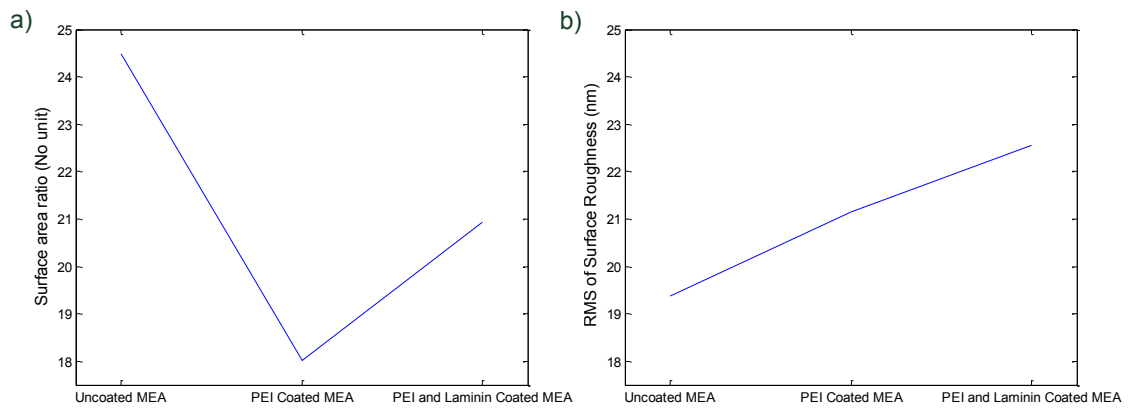 a)
Surface area ratio (No unit)
25
24
23
22
21
20
19
18
Uncoated MEA
PEI Coated MEA
PEI and Laminin Coated MEA
b)
RMS of Surface Roughness (nm)
25
24
23
22
21
20
19
18
Uncoated MEA
PEI Coated MEA
PEI and Laminin Coated MEA